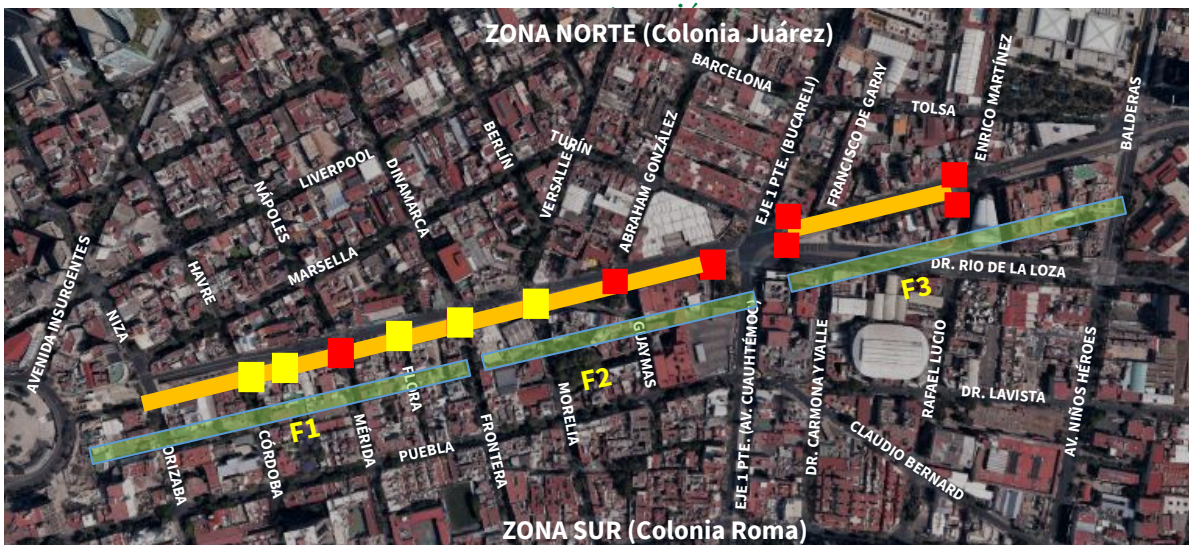 ZONA NORTE (Colonia Juárez)
BARCELONA
EJE 1 PTE. (BUCARELI)
FRANCISCO DE GARAY
TOLSA
ENRICO MARTÍNEZ
BALDERAS
LIVERPOOL
DINAMARCA
BERLÍN
TURÍN
VERSALLE
ABRAHAM GONZÁLEZ
NÁPOLES
MARSELLA
HAVRE
NIZA
AVENIDA INSURGENTES
DR. RIO DE LA LOZA
F3
F2
F1
GUAYMAS
FLORA
ORIZABA
CÓRDOBA
MÉRIDA
PUEBLA
FRONTERA
MORELIA
EJE 1 PTE. (AV. CUAUHTÉMOC)
DR. CARMONA Y VALLE
RAFAEL LUCIO
DR. LAVISTA
AV. NIÑOS HÉROES
CLAUDIO BERNARD
ZONA SUR (Colonia Roma)